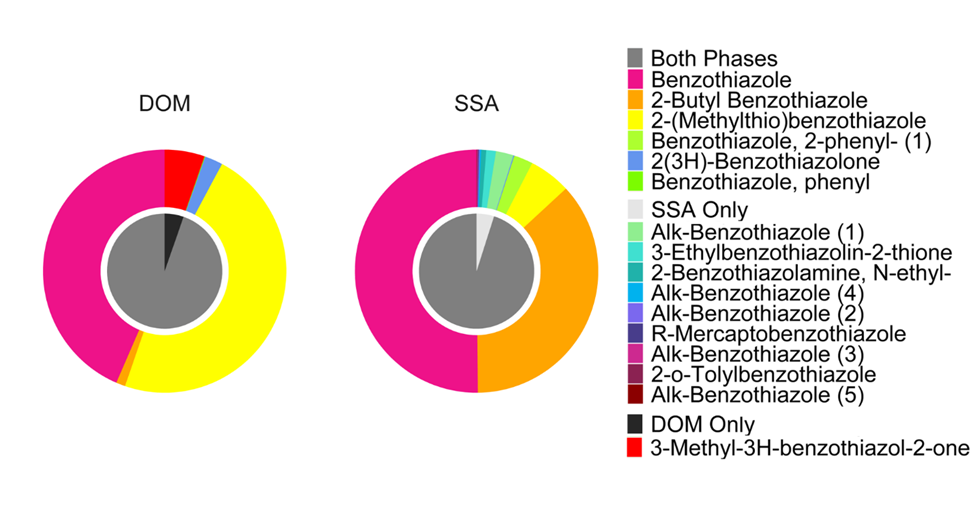 DOM
SSA
Both Phases
Benzothiazole
2-Butyl Benzothiazole
2-(Methylthio)benzothiazole
Benzothiazole, 2-phenyl- (1)
2(3H)-Benzothiazolone
Benzothiazole, phenyl
SSA Only
Alk-Benzothiazole (1)
3-Ethylbenzothiazolin-2-thione
2-Benzothiazolamine, N-ethyl-
Alk-Benzothiazole (4)
Alk-Benzothiazole (2)
R-Mercaptobenzothiazole
Alk-Benzothiazole (3)
2-o-Tolylbenzothiazole
Alk-Benzothiazole (5)
DOM Only
3-Methyl-3H-benzothiazol-2-one